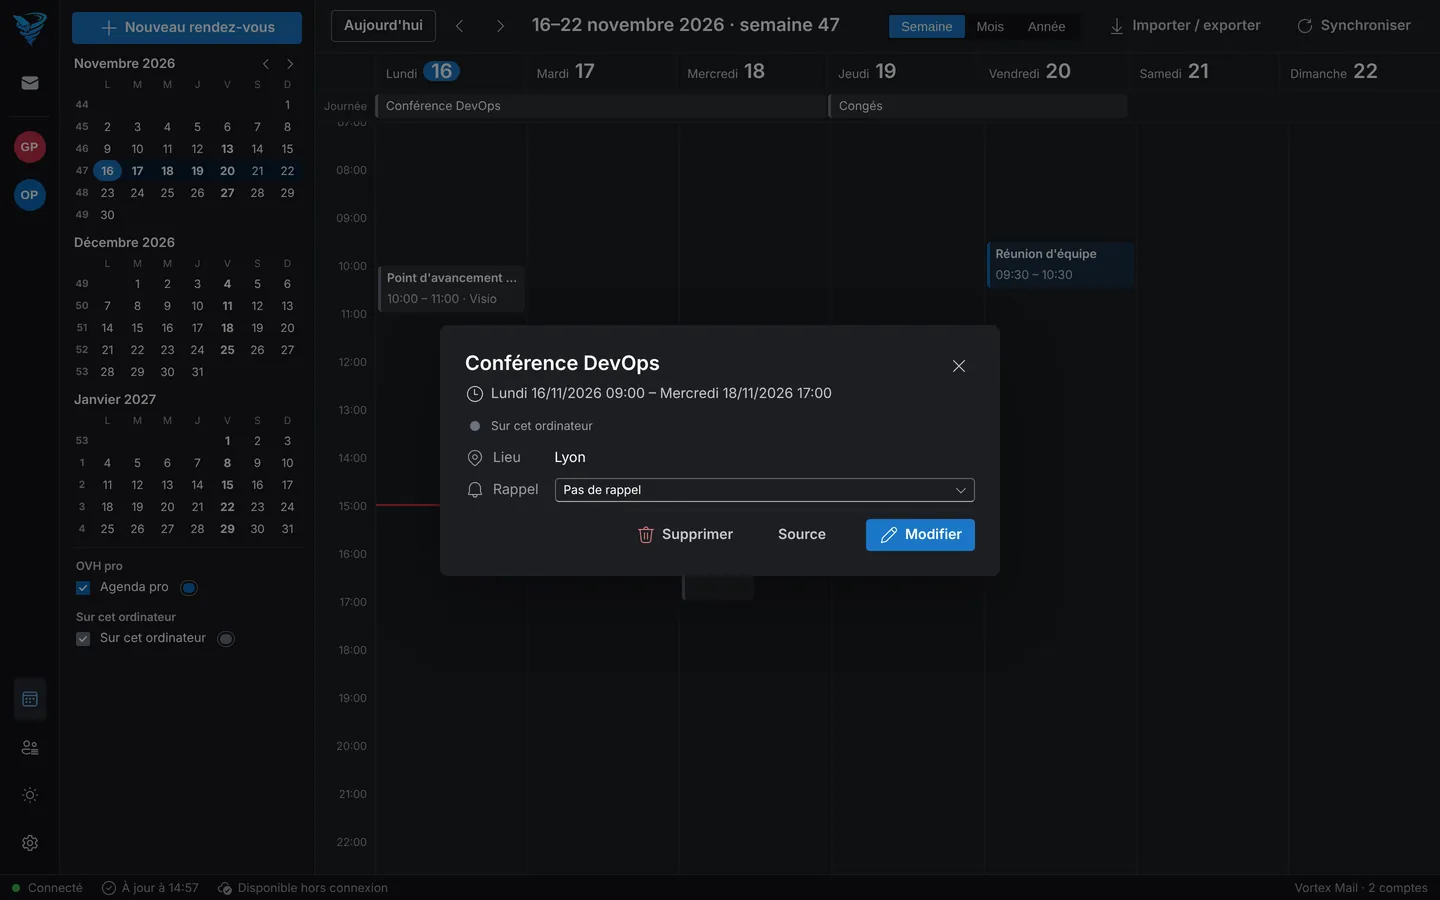 Nouveau rendez-vous
Aujourd'hui
16–22 novembre 2026 · semaine 47
Semaine
Mois
Année
Importer / exporter
Synchroniser
Novembre 2026
L M M J V S D
44 1
45 2 3 4 5 6 7 8
46 9 10 11 12 13 14 15
47 16 17 18 19 20 21 22
48 23 24 25 26 27 28 29
49 30
Décembre 2026
L M M J V S D
49 1 2 3 4 5 6
50 7 8 9 10 11 12 13
51 14 15 16 17 18 19 20
52 21 22 23 24 25 26 27
53 28 29 30 31
Janvier 2027
L M M J V S D
53 1 2 3
1 4 5 6 7 8 9 10
2 11 12 13 14 15 16 17
3 18 19 20 21 22 23 24
4 25 26 27 28 29 30 31
OVH pro
Agenda pro
Sur cet ordinateur
Sur cet ordinateur
GP
OP
Lundi 16
Mardi 17
Mercredi 18
Jeudi 19
Vendredi 20
Samedi 21
Dimanche 22
Journée
Conférence DevOps
Congés
07:00
08:00
09:00
10:00
11:00
12:00
13:00
14:00
15:00
16:00
17:00
18:00
19:00
20:00
21:00
22:00
Point d'avancement ...
10:00 – 11:00 · Visio
Réunion d'équipe
09:30 – 10:30
Conférence DevOps
Lundi 16/11/2026 09:00 – Mercredi 18/11/2026 17:00
Sur cet ordinateur
Lieu Lyon
Rappel Pas de rappel
Supprimer
Source
Modifier
Connecté
À jour à 14:57
Disponible hors connexion
Vortex Mail · 2 comptes